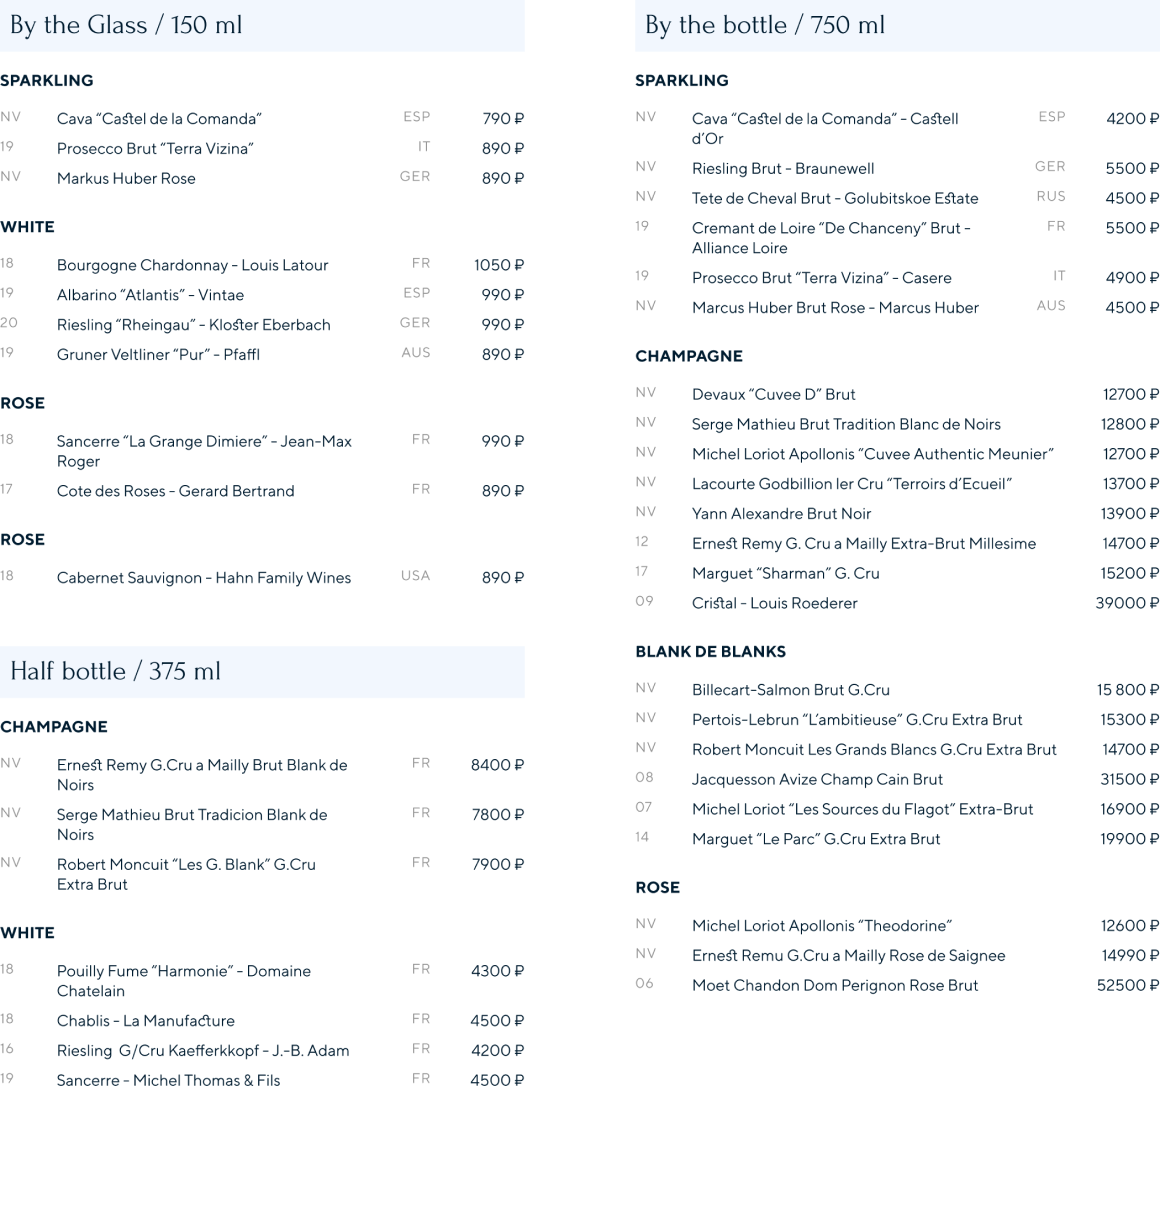 By the Glass / 150 ml
SPARKLING
NV Cava “Castel de la Comanda” ESP 790 ₽
19 Prosecco Brut “Terra Vizina” IT 890 ₽
NV Markus Huber Rose GER 890 ₽
WHITE
18 Bourgogne Chardonnay - Louis Latour FR 1050 ₽
19 Albarino “Atlantis” - Vintae ESP 990 ₽
20 Riesling “Rheingau” - Kloster Eberbach GER 990 ₽
19 Gruner Veltliner “Pur” - Pfaffl AUS 890 ₽
ROSE
18 Sancerre “La Grange Dimiere” - Jean-Max FR 990 ₽
Roger
17 Cote des Roses - Gerard Bertrand FR 890 ₽
ROSE
18 Cabernet Sauvignon - Hahn Family Wines USA 890 ₽
Half bottle / 375 ml
CHAMPAGNE
NV Ernest Remy G.Cru a Mailly Brut Blank de FR 8400 ₽
Noirs
NV Serge Mathieu Brut Tradicion Blank de FR 7800 ₽
Noirs
NV Robert Moncuit “Les G. Blank” G.Cru FR 7900 ₽
Extra Brut
WHITE
18 Pouilly Fume “Harmonie” - Domaine FR 4300 ₽
Chatelain
18 Chablis - La Manufacture FR 4500 ₽
16 Riesling G/Cru Kaefferkkopf - J.-B. Adam FR 4200 ₽
19 Sancerre - Michel Thomas & Fils FR 4500 ₽
By the bottle / 750 ml
SPARKLING
NV Cava “Castel de la Comanda” - Castell ESP 4200 ₽
d’Or
NV Riesling Brut - Braunewell GER 5500 ₽
NV Tete de Cheval Brut - Golubitskoe Estate RUS 4500 ₽
19 Cremant de Loire “De Chanceny” Brut - FR 5500 ₽
Alliance Loire
19 Prosecco Brut “Terra Vizina” - Casere IT 4900 ₽
NV Marcus Huber Brut Rose - Marcus Huber AUS 4500 ₽
CHAMPAGNE
NV Devaux “Cuvee D” Brut 12700 ₽
NV Serge Mathieu Brut Tradition Blanc de Noirs 12800 ₽
NV Michel Loriot Apollonis “Cuvee Authentic Meunier” 12700 ₽
NV Lacourte Godbillion ler Cru “Terroirs d’Ecueil” 13700 ₽
NV Yann Alexandre Brut Noir 13900 ₽
12 Ernest Remy G. Cru a Mailly Extra-Brut Millesime 14700 ₽
17 Marguet “Sharman” G. Cru 15200 ₽
09 Cristal - Louis Roederer 39000 ₽
BLANK DE BLANKS
NV Billecart-Salmon Brut G.Cru 15 800 ₽
NV Pertois-Lebrun “L’ambitieuse” G.Cru Extra Brut 15300 ₽
NV Robert Moncuit Les Grands Blancs G.Cru Extra Brut 14700 ₽
08 Jacquesson Avize Champ Cain Brut 31500 ₽
07 Michel Loriot “Les Sources du Flagot” Extra-Brut 16900 ₽
14 Marguet “Le Parc” G.Cru Extra Brut 19900 ₽
ROSE
NV Michel Loriot Apollonis “Theodorine” 12600 ₽
NV Ernest Remu G.Cru a Mailly Rose de Saignee 14990 ₽
06 Moet Chandon Dom Perignon Rose Brut 52500 ₽